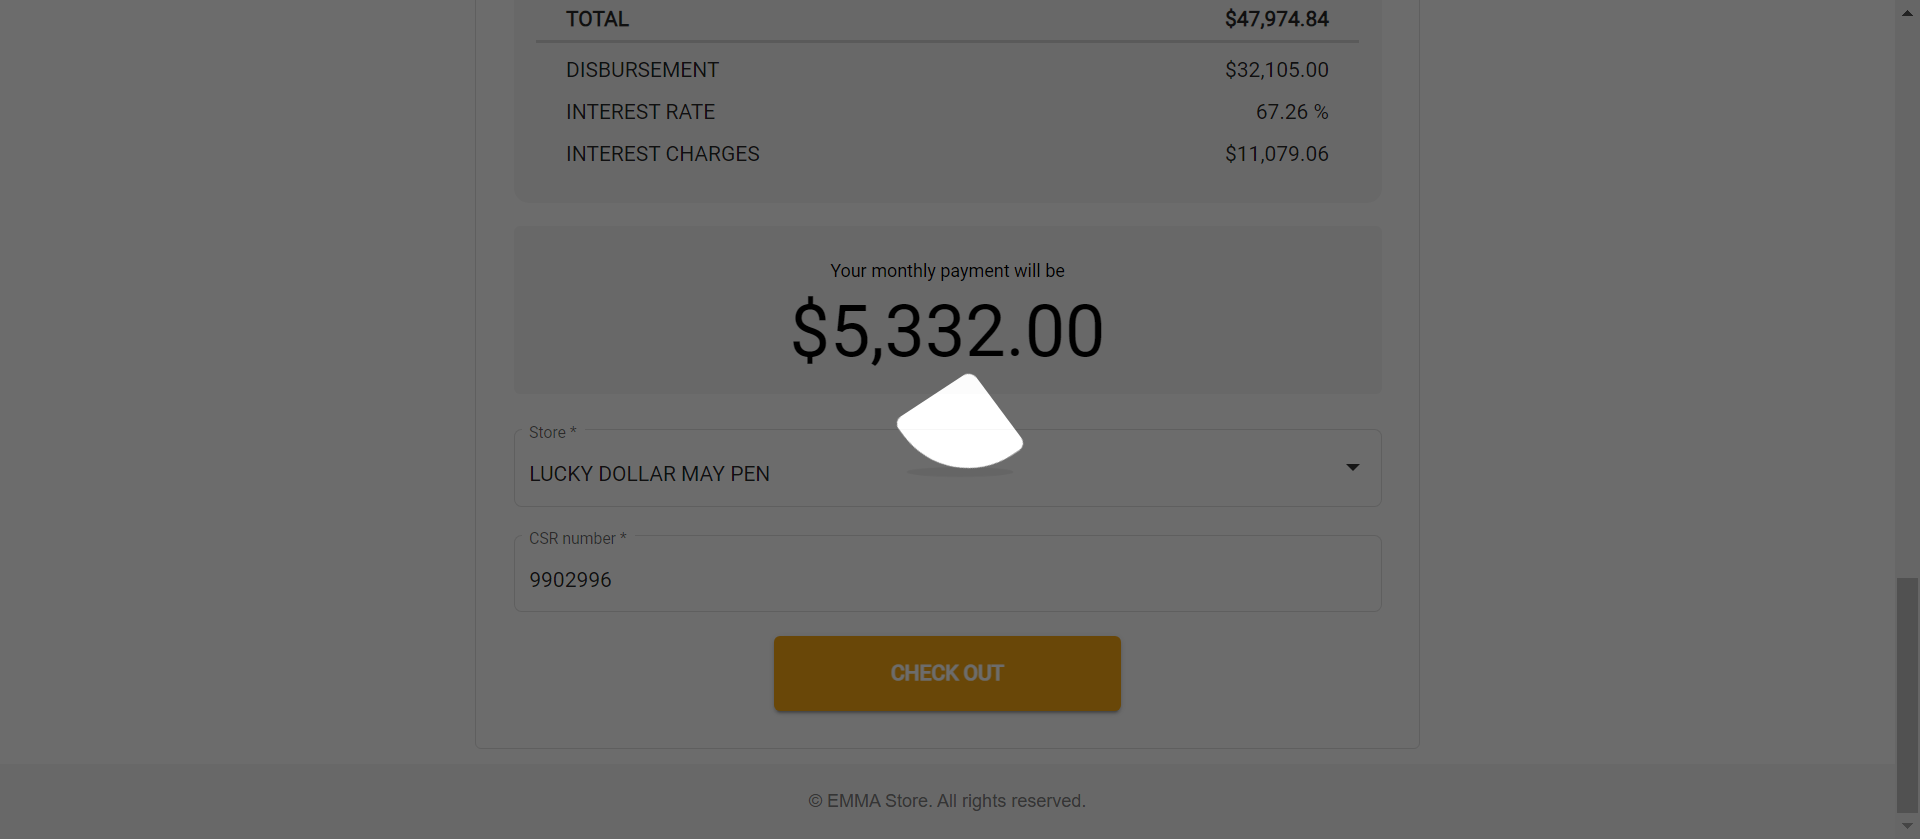 TOTAL $47,974.84
DISBURSEMENT $32,105.00
INTEREST RATE 67.26 %
INTEREST CHARGES $11,079.06
Your monthly payment will be
$5,332.00
Store *
LUCKY DOLLAR MAY PEN
CSR number *
9902996
CHECK OUT
© EMMA Store. All rights reserved.